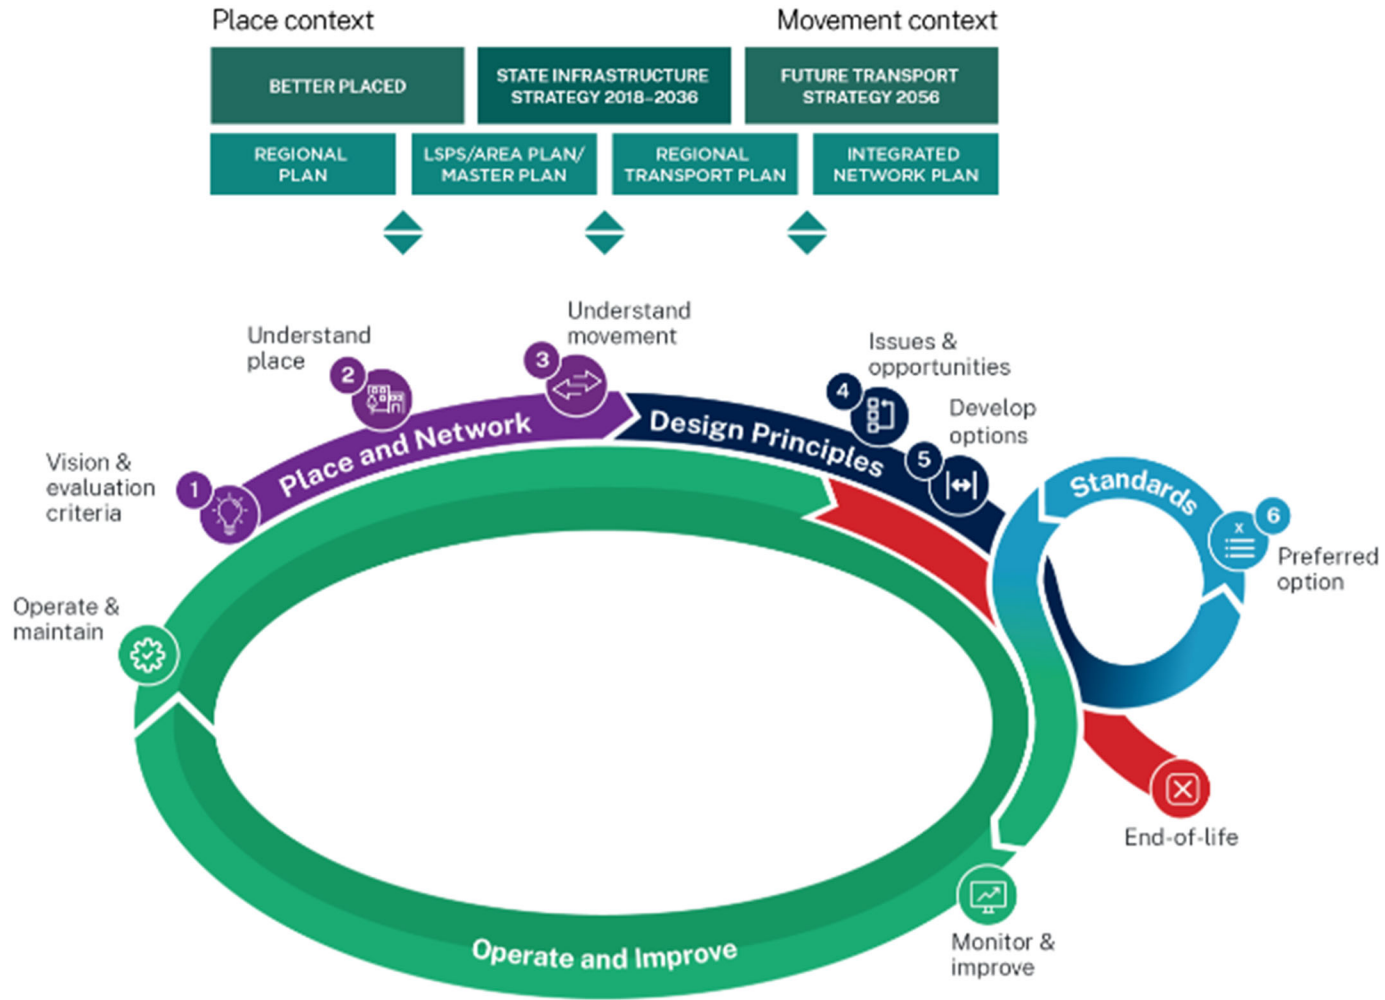 Place context
Movement context
BETTER PLACED
STATE INFRASTRUCTURE
STRATEGY 2018–2036
FUTURE TRANSPORT
STRATEGY 2056
REGIONAL
PLAN
LSPS/AREA PLAN/
MASTER PLAN
REGIONAL
TRANSPORT PLAN
INTEGRATED
NETWORK PLAN
Vision &
evaluation
criteria
1
Understand
place
2
Understand
movement
3
Place and Network
Issues &
opportunities
4
Develop
options
5
Design Principles
Standards
x
6
Preferred
option
Operate &
maintain
End-of-life
Monitor &
improve
Operate and Improve